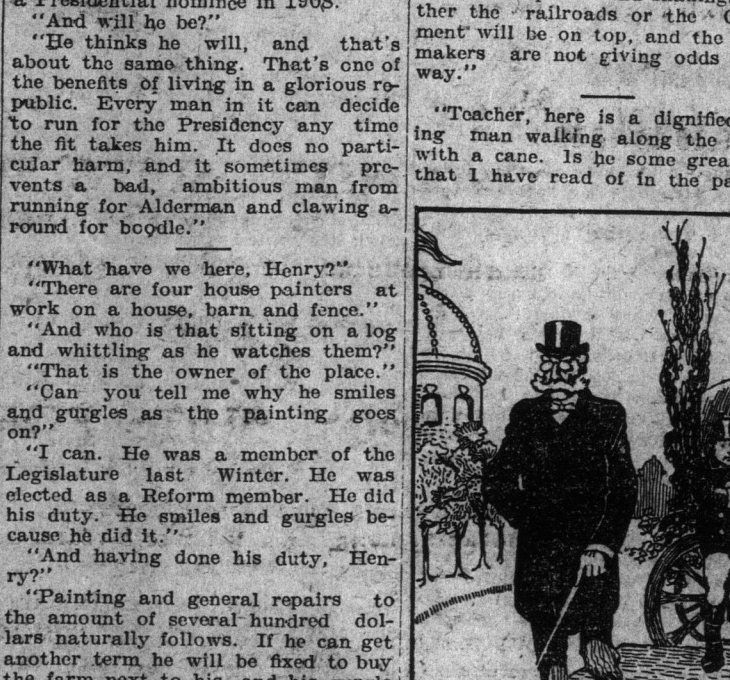 a Presidential nominee in 1908.
"And will he be?"
"He thinks he will, and that's
about the same thing. That's one of
the benefits of living in a glorious re-
public. Every man in it can decide
to run for the Presidency any time
the fit takes him. It does no parti-
cular harm, and it sometimes pre-
vents a bad, ambitious man from
running for Alderman and clawing a-
round for boodle."
"What have we here, Henry?"
"There are four house painters at
work on a house, barn and fence."
"And who is that sitting on a log
and whittling as he watches them?"
"That is the owner of the place."
"Can you tell me why he smiles
and gurgles as the painting goes
on?"
"I can. He was a member of the
Legislature last Winter. He was
elected as a Reform member. He did
his duty. He smiles and gurgles be-
cause he did it."
"And having done his duty, Hen-
ry?"
"Painting and general repairs to
the amount of several hundred dol-
lars naturally follows. If he can get
another term he will be fixed to buy
the farm next to his, and his
ther the railroads or the
ment will be on top, and the
makers are not giving odds
way."
"Teacher, here is a dignified
ing man walking along the
with a cane. Is he some grea
that I have read of in the pa